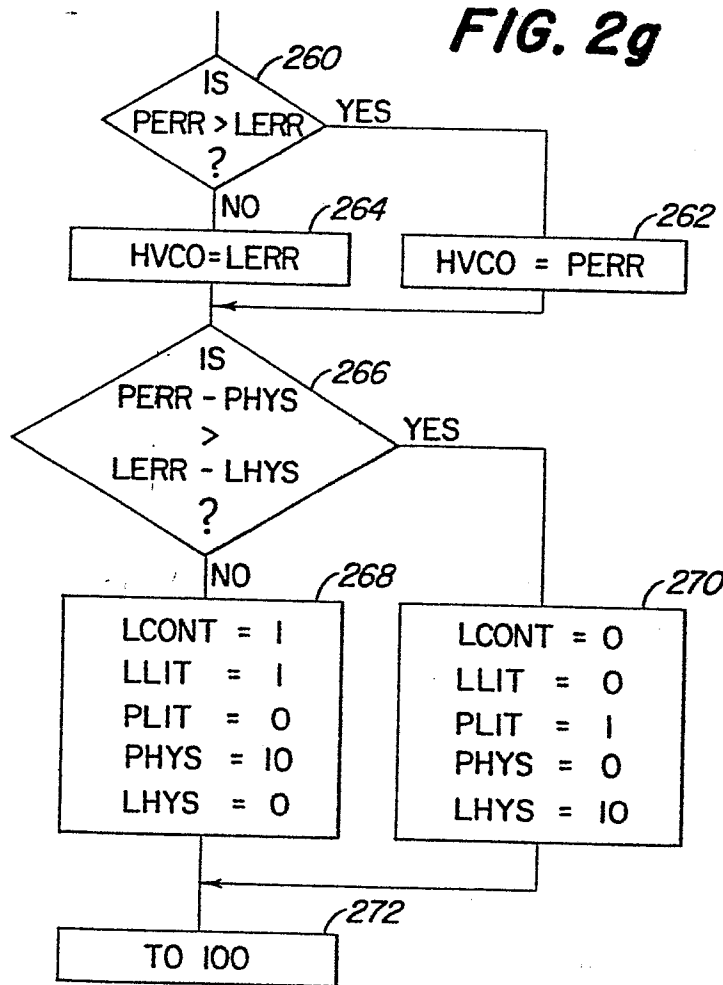 FIG. 2g
260
IS
PERR > LERR
?
YES
NO
264
HVCO=LERR
262
HVCO = PERR
IS
266
PERR - PHYS
>
LERR - LHYS
?
YES
NO
268
LCONT = 1
LLIT = 1
PLIT = 0
PHYS = 10
LHYS = 0
270
LCONT = 0
LLIT = 0
PLIT = 1
PHYS = 0
LHYS = 10
272
TO 100